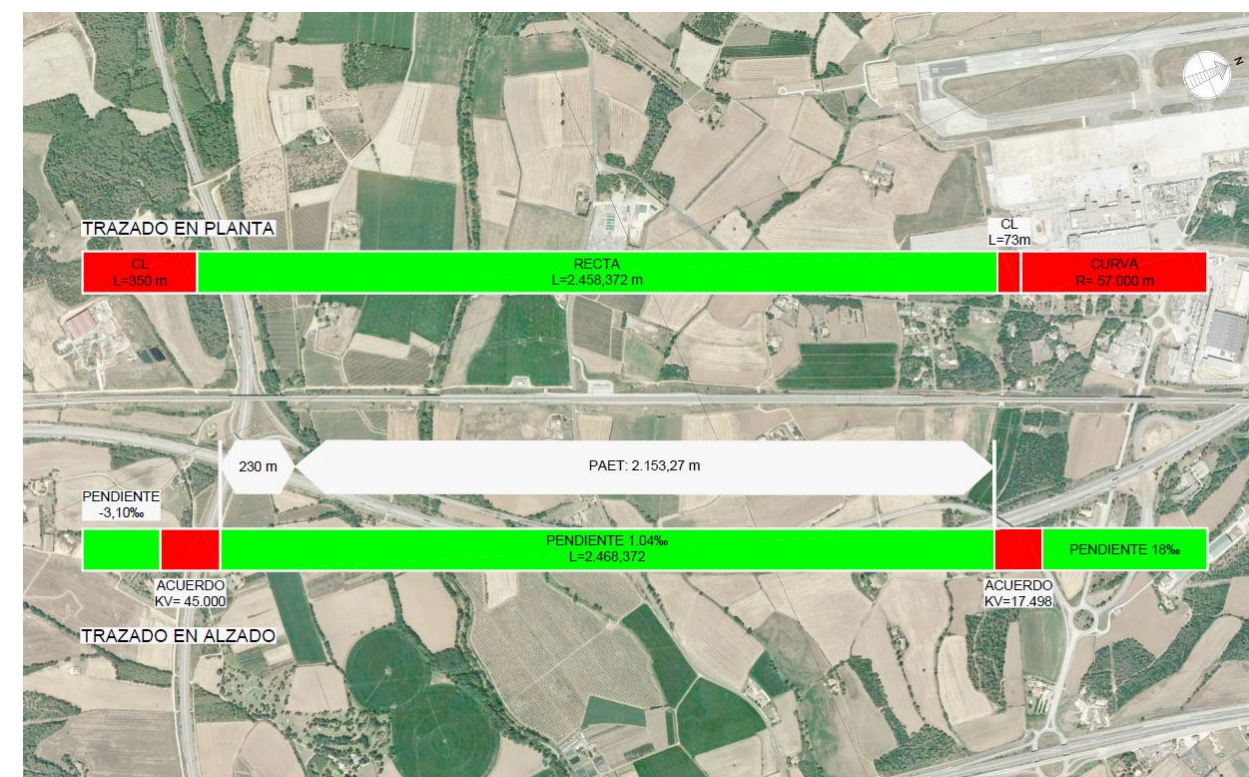 N
TRAZADO EN PLANTA
CL
L=73m
CL
L=350 m
RECTA
L=2.458,372 m
CURVA
R= 57.000 m
230 m
PAET: 2.153,27 m
PENDIENTE
-3,10‰
PENDIENTE 1.04‰
L=2.468,372
PENDIENTE 18‰
ACUERDO
KV= 45.000
ACUERDO
KV=17.498
TRAZADO EN ALZADO